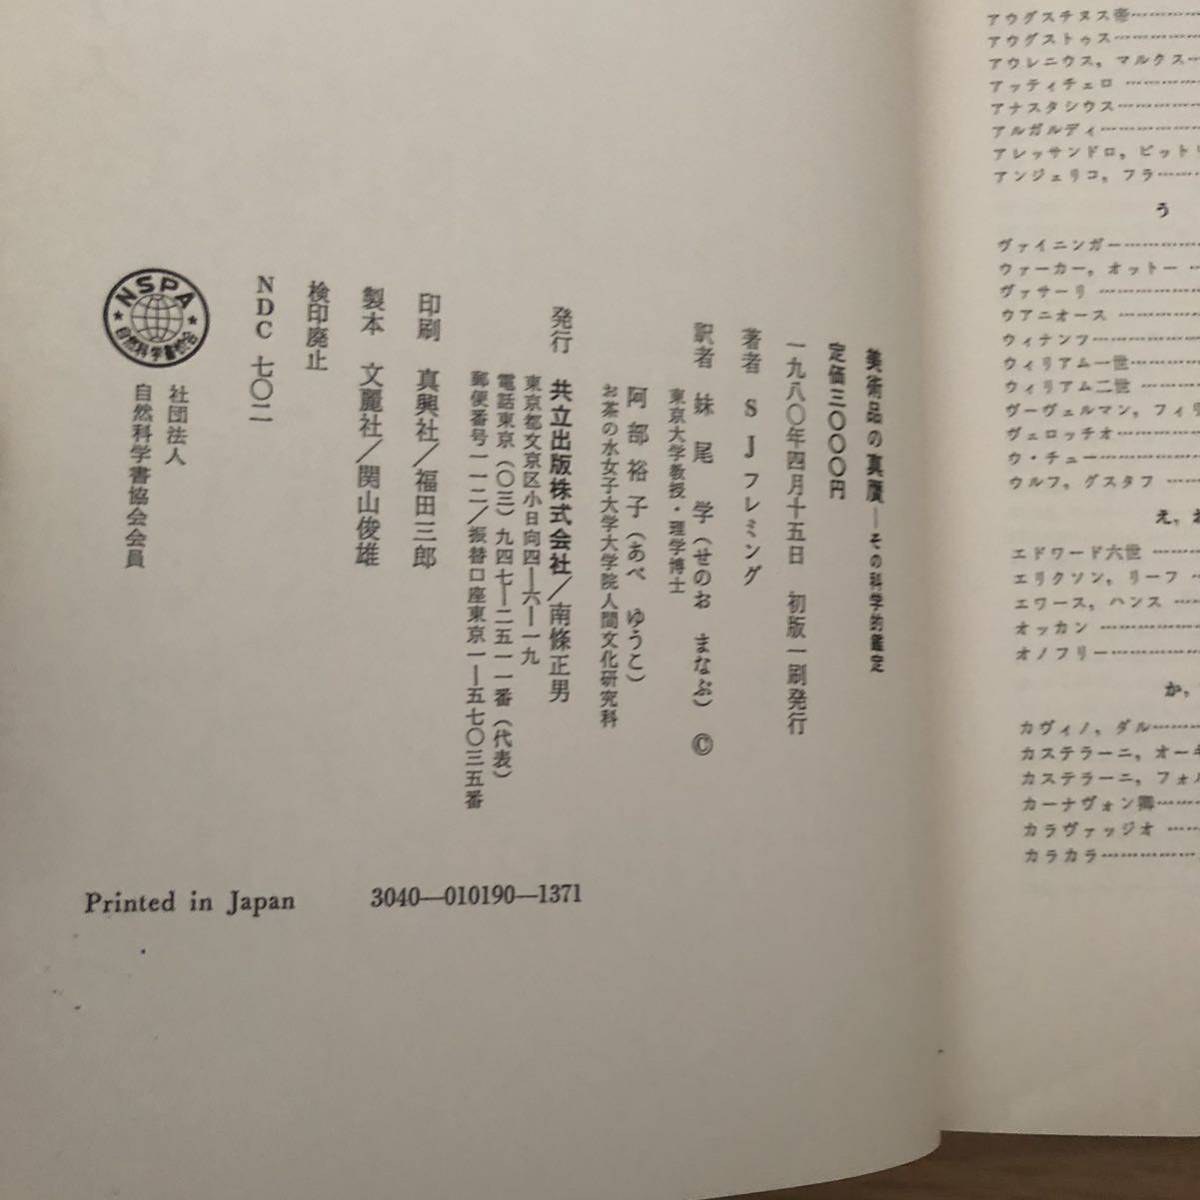 美術品の真贋―その科学的鑑定
定価三〇〇〇円
一九八〇年四月十五日　初版一刷発行
著者　S J フレミング
訳者　妹尾　学（せのお　まなぶ）©
東京大学教授・理学博士
阿部裕子（あべ　ゆうこ）
お茶の水女子大学大学院人間文化研究科
発行　共立出版株式会社／南條正男
東京都文京区小日向四―六―一九
電話東京（〇三）九四七―二五一一番（代表）
郵便番号一一二／振替口座東京一―五七〇三五番
印刷　真興社／福田三郎
製本　文麗社／関山俊雄
検印廃止
NDC 七〇二
NSPA
自然科学書協会
社団法人
自然科学書協会会員
Printed in Japan　3040―010190―1371
アウグスチヌス帝…………
アウグストゥス…………
アウレニウス，マルクス…
アッティチェロ …………
アナスタシウス…………
アルガルディ…………
アレッサンドロ，ビット
アンジェリコ，フラ………
う
ヴァイニンガー…………
ウァーカー，オットー …
ヴァサーリ …………
ウアニオース …………
ウィナンツ…………
ウィリアム一世…………
ウィリアム二世 …………
ヴーヴェルマン，フィリ
ヴェロッチオ…………
ウ・チュー…………
ウルフ，グスタフ ………
え，
エドワード六世 …………
エリクソン，リーフ …
エワース，ハンス ………
オッカン …………
オノフリー…………
か，
カヴィノ，ダル…………
カステラーニ，オーギ
カステラーニ，フォル
カーナヴォン卿…………
カラヴァッジオ …………
カラカラ…………